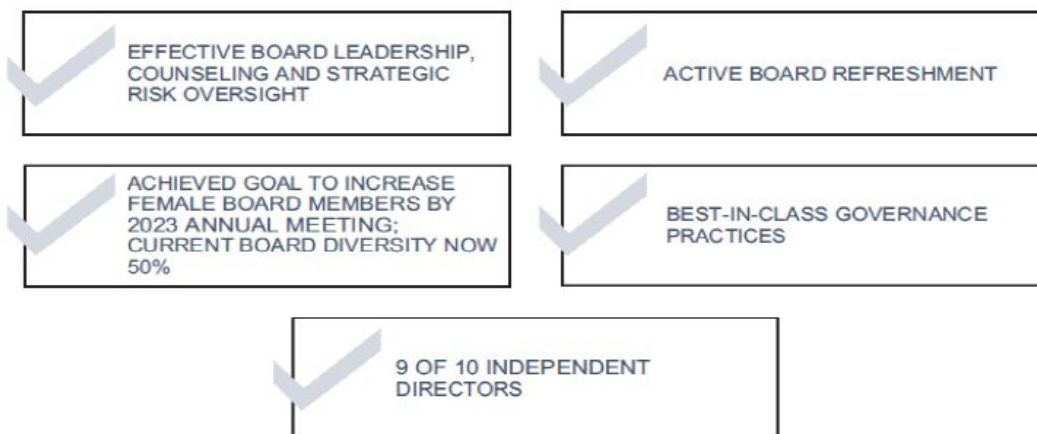 EFFECTIVE BOARD LEADERSHIP,
COUNSELING AND STRATEGIC
RISK OVERSIGHT
ACTIVE BOARD REFRESHMENT
ACHIEVED GOAL TO INCREASE
FEMALE BOARD MEMBERS BY
2023 ANNUAL MEETING;
CURRENT BOARD DIVERSITY NOW
50%
BEST-IN-CLASS GOVERNANCE
PRACTICES
9 OF 10 INDEPENDENT
DIRECTORS